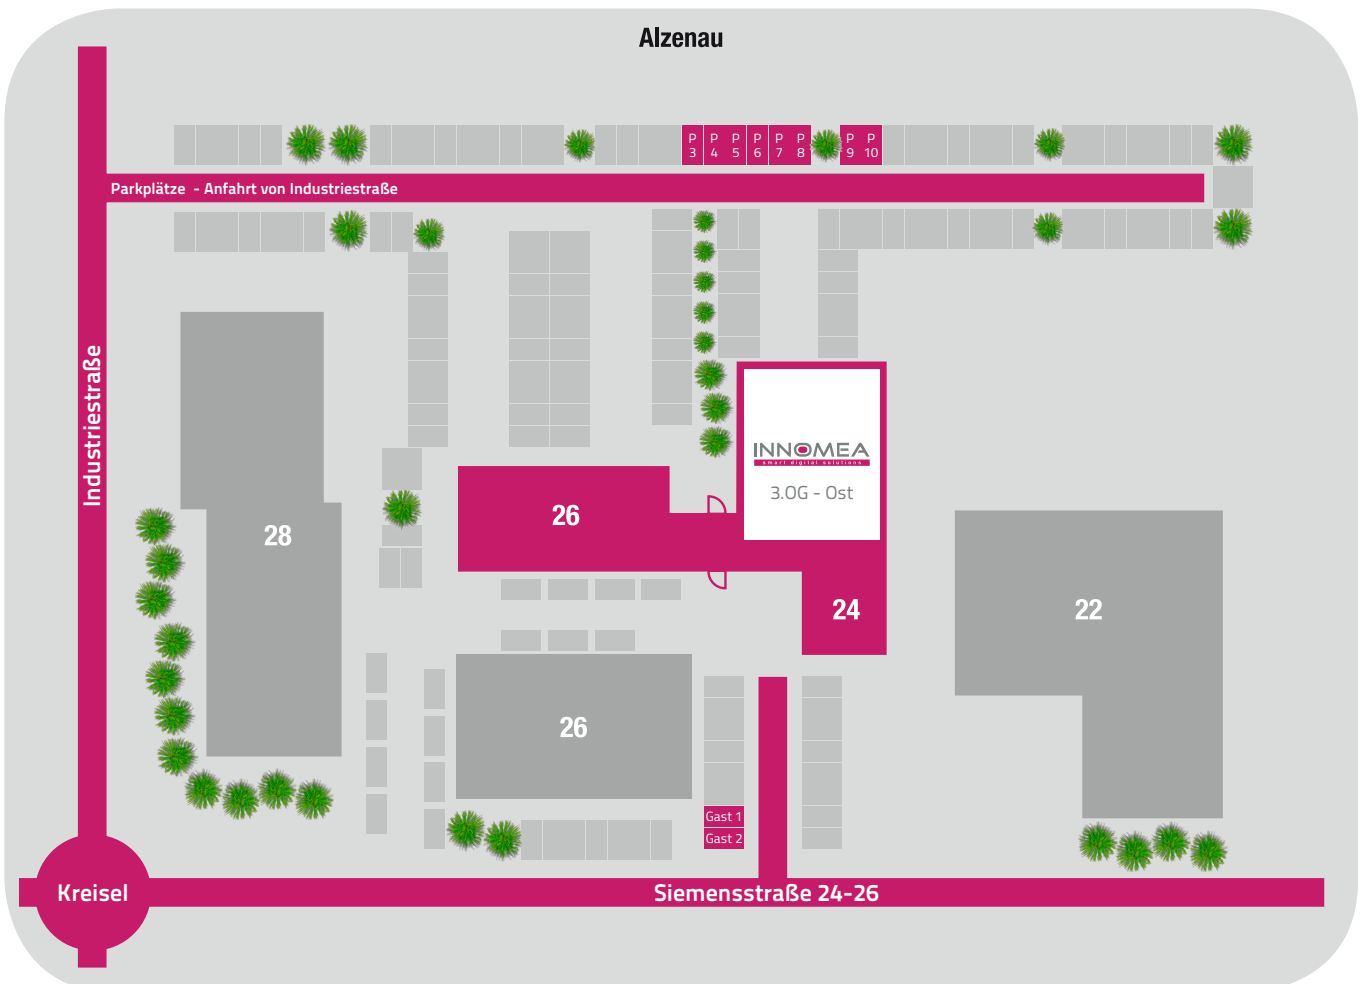 Alzenau
P P P P P P P P
3 4 5 6 7 8 9 10
Parkplätze - Anfahrt von Industriestraße
Industriestraße
INNOMEA
smart digital solutions
3.OG - Ost
26
28
24
22
26
Gast 1
Gast 2
Kreisel
Siemensstraße 24-26